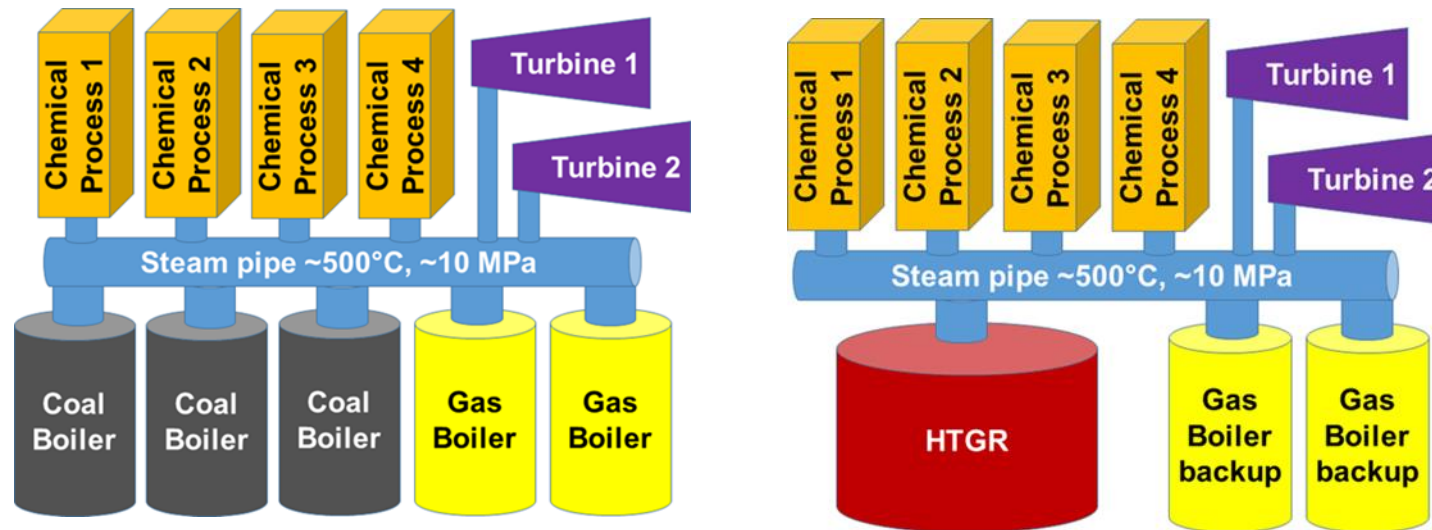 Chemical
Process 1
Chemical
Process 2
Chemical
Process 3
Chemical
Process 4
Turbine 1
Turbine 2
Steam pipe ~500°C, ~10 MPa
Coal
Boiler
Coal
Boiler
Coal
Boiler
Gas
Boiler
Gas
Boiler
Chemical
Process 1
Chemical
Process 2
Chemical
Process 3
Chemical
Process 4
Turbine 1
Turbine 2
Steam pipe ~500°C, ~10 MPa
HTGR
Gas
Boiler
backup
Gas
Boiler
backup